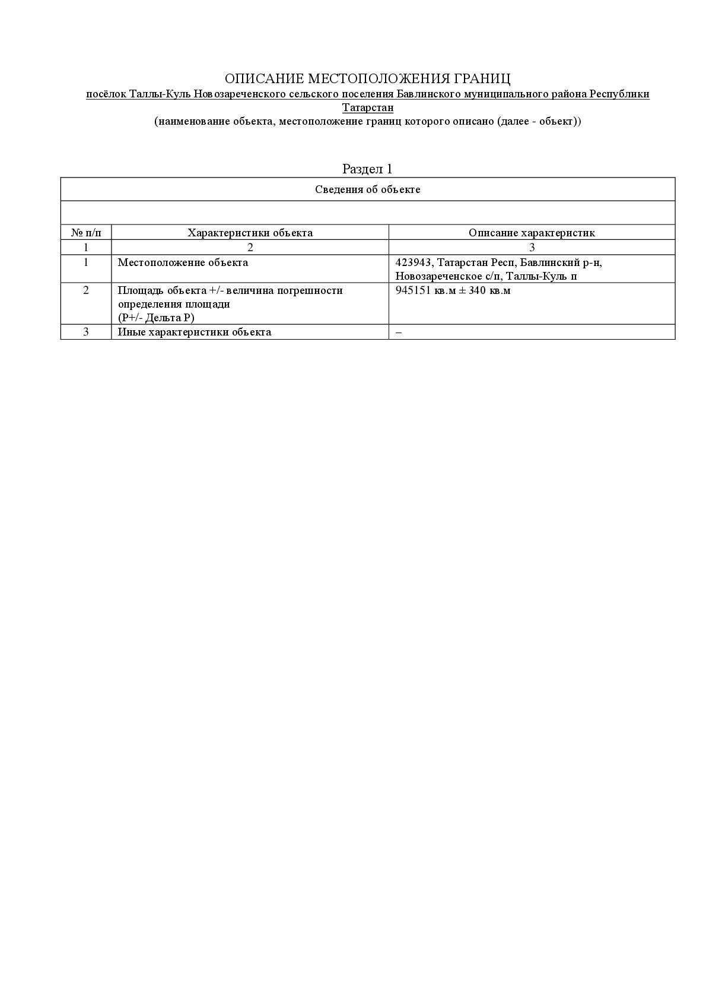 ОПИСАНИЕ МЕСТОПОЛОЖЕНИЯ ГРАНИЦ
посёлок Таллы-Куль Новозареченского сельского поселения Бавлинского муниципального района Республики
Татарстан
(наименование объекта, местоположение границ которого описано (далее - объект))
Раздел 1
Сведения об объекте
№ п/п Характеристики объекта Описание характеристик
1 2 3
1 Местоположение объекта 423943, Татарстан Респ, Бавлинский р-н,
Новозареченское с/п, Таллы-Куль п
2 Площадь объекта +/- величина погрешности 945151 кв.м ± 340 кв.м
определения площади
(Р+/- Дельта Р)
3 Иные характеристики объекта –